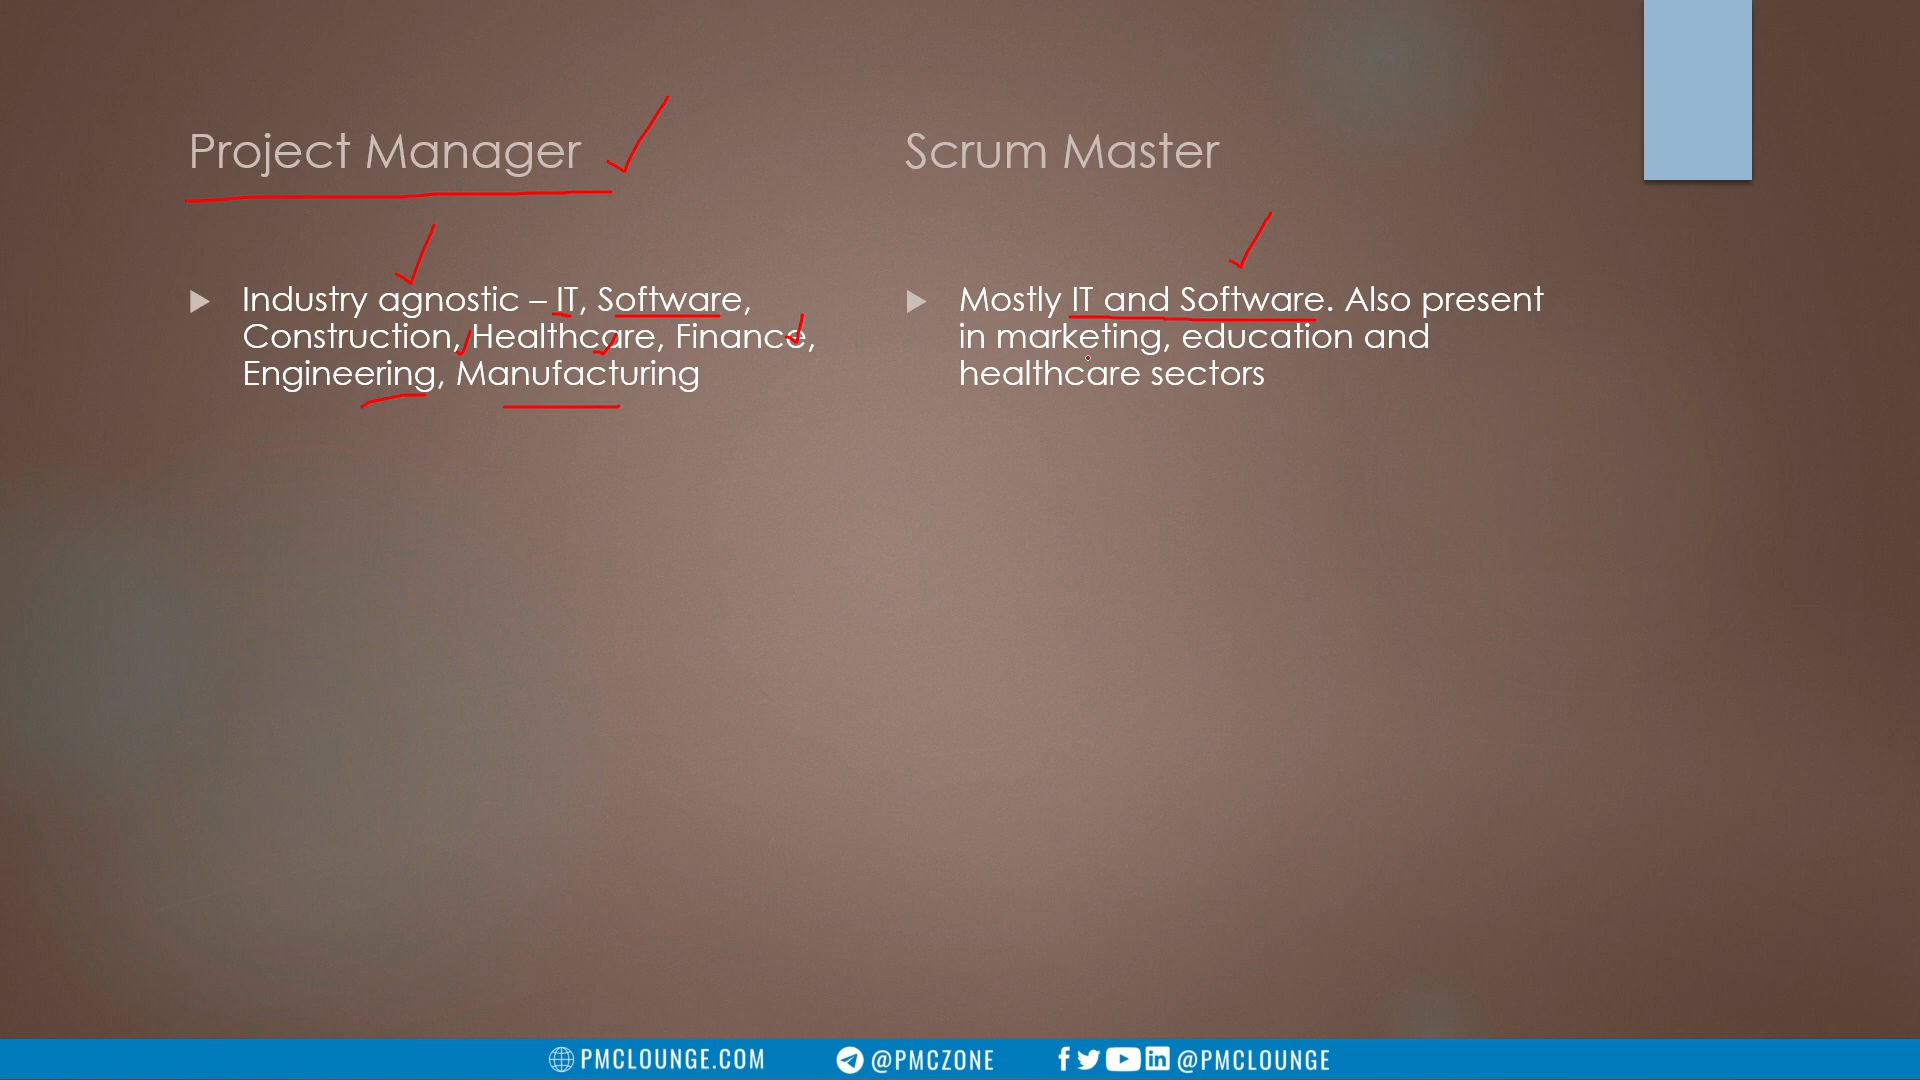 Project Manager
Industry agnostic – IT, Software,
Construction, Healthcare, Finance,
Engineering, Manufacturing
Scrum Master
Mostly IT and Software. Also present
in marketing, education and
healthcare sectors
PMCLOUNGE.COM
@PMCZONE
@PMCLOUNGE